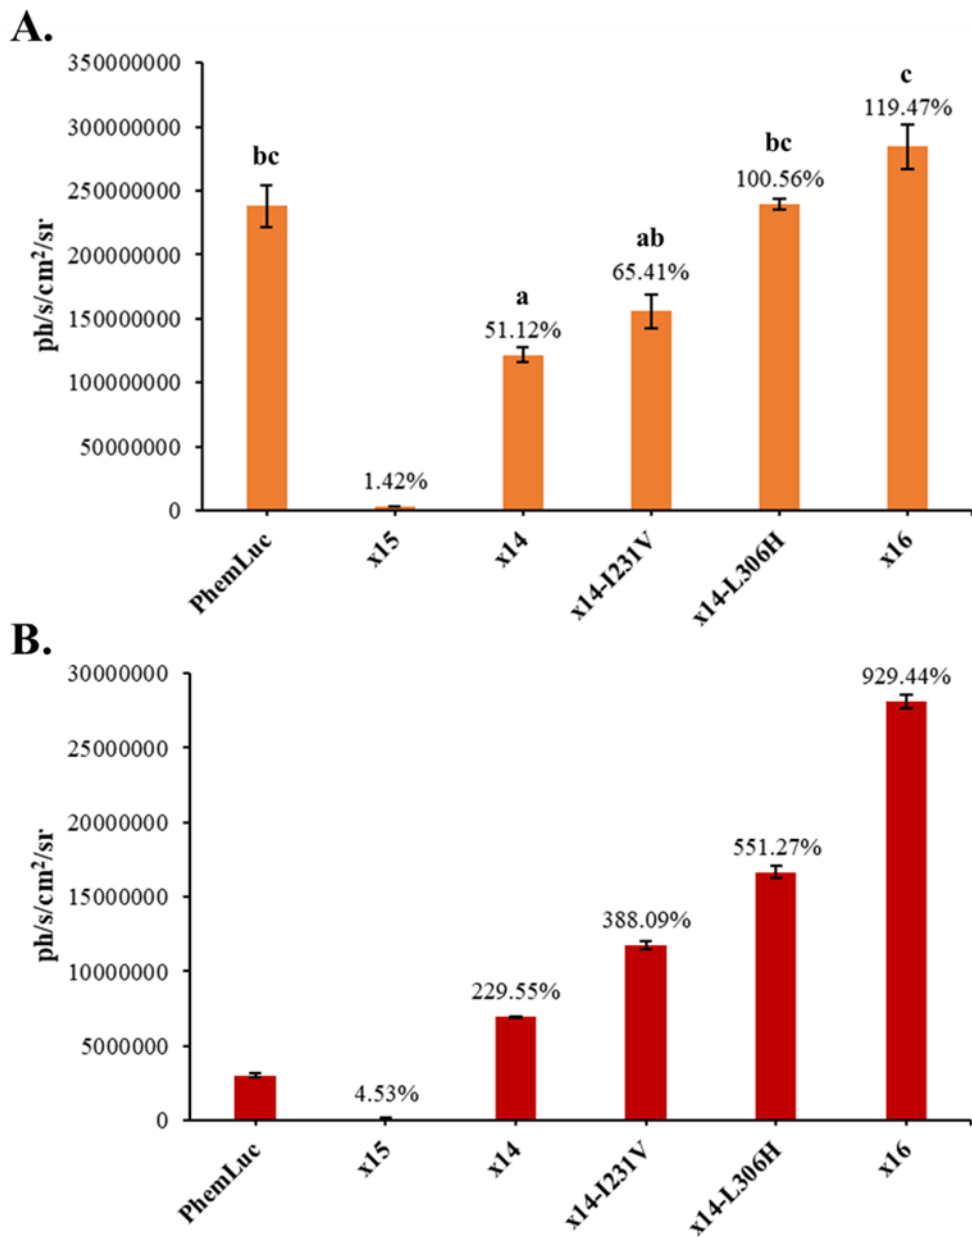 A.
350000000
300000000
250000000
200000000
150000000
100000000
50000000
0
ph/s/cm²/sr
bc
1.42%
a
51.12%
ab
65.41%
bc
100.56%
c
119.47%
PhemLuc
x15
x14
x14-I231V
x14-L306H
x16
B.
30000000
25000000
20000000
15000000
10000000
5000000
0
ph/s/cm²/sr
4.53%
229.55%
388.09%
551.27%
929.44%
PhemLuc
x15
x14
x14-I231V
x14-L306H
x16